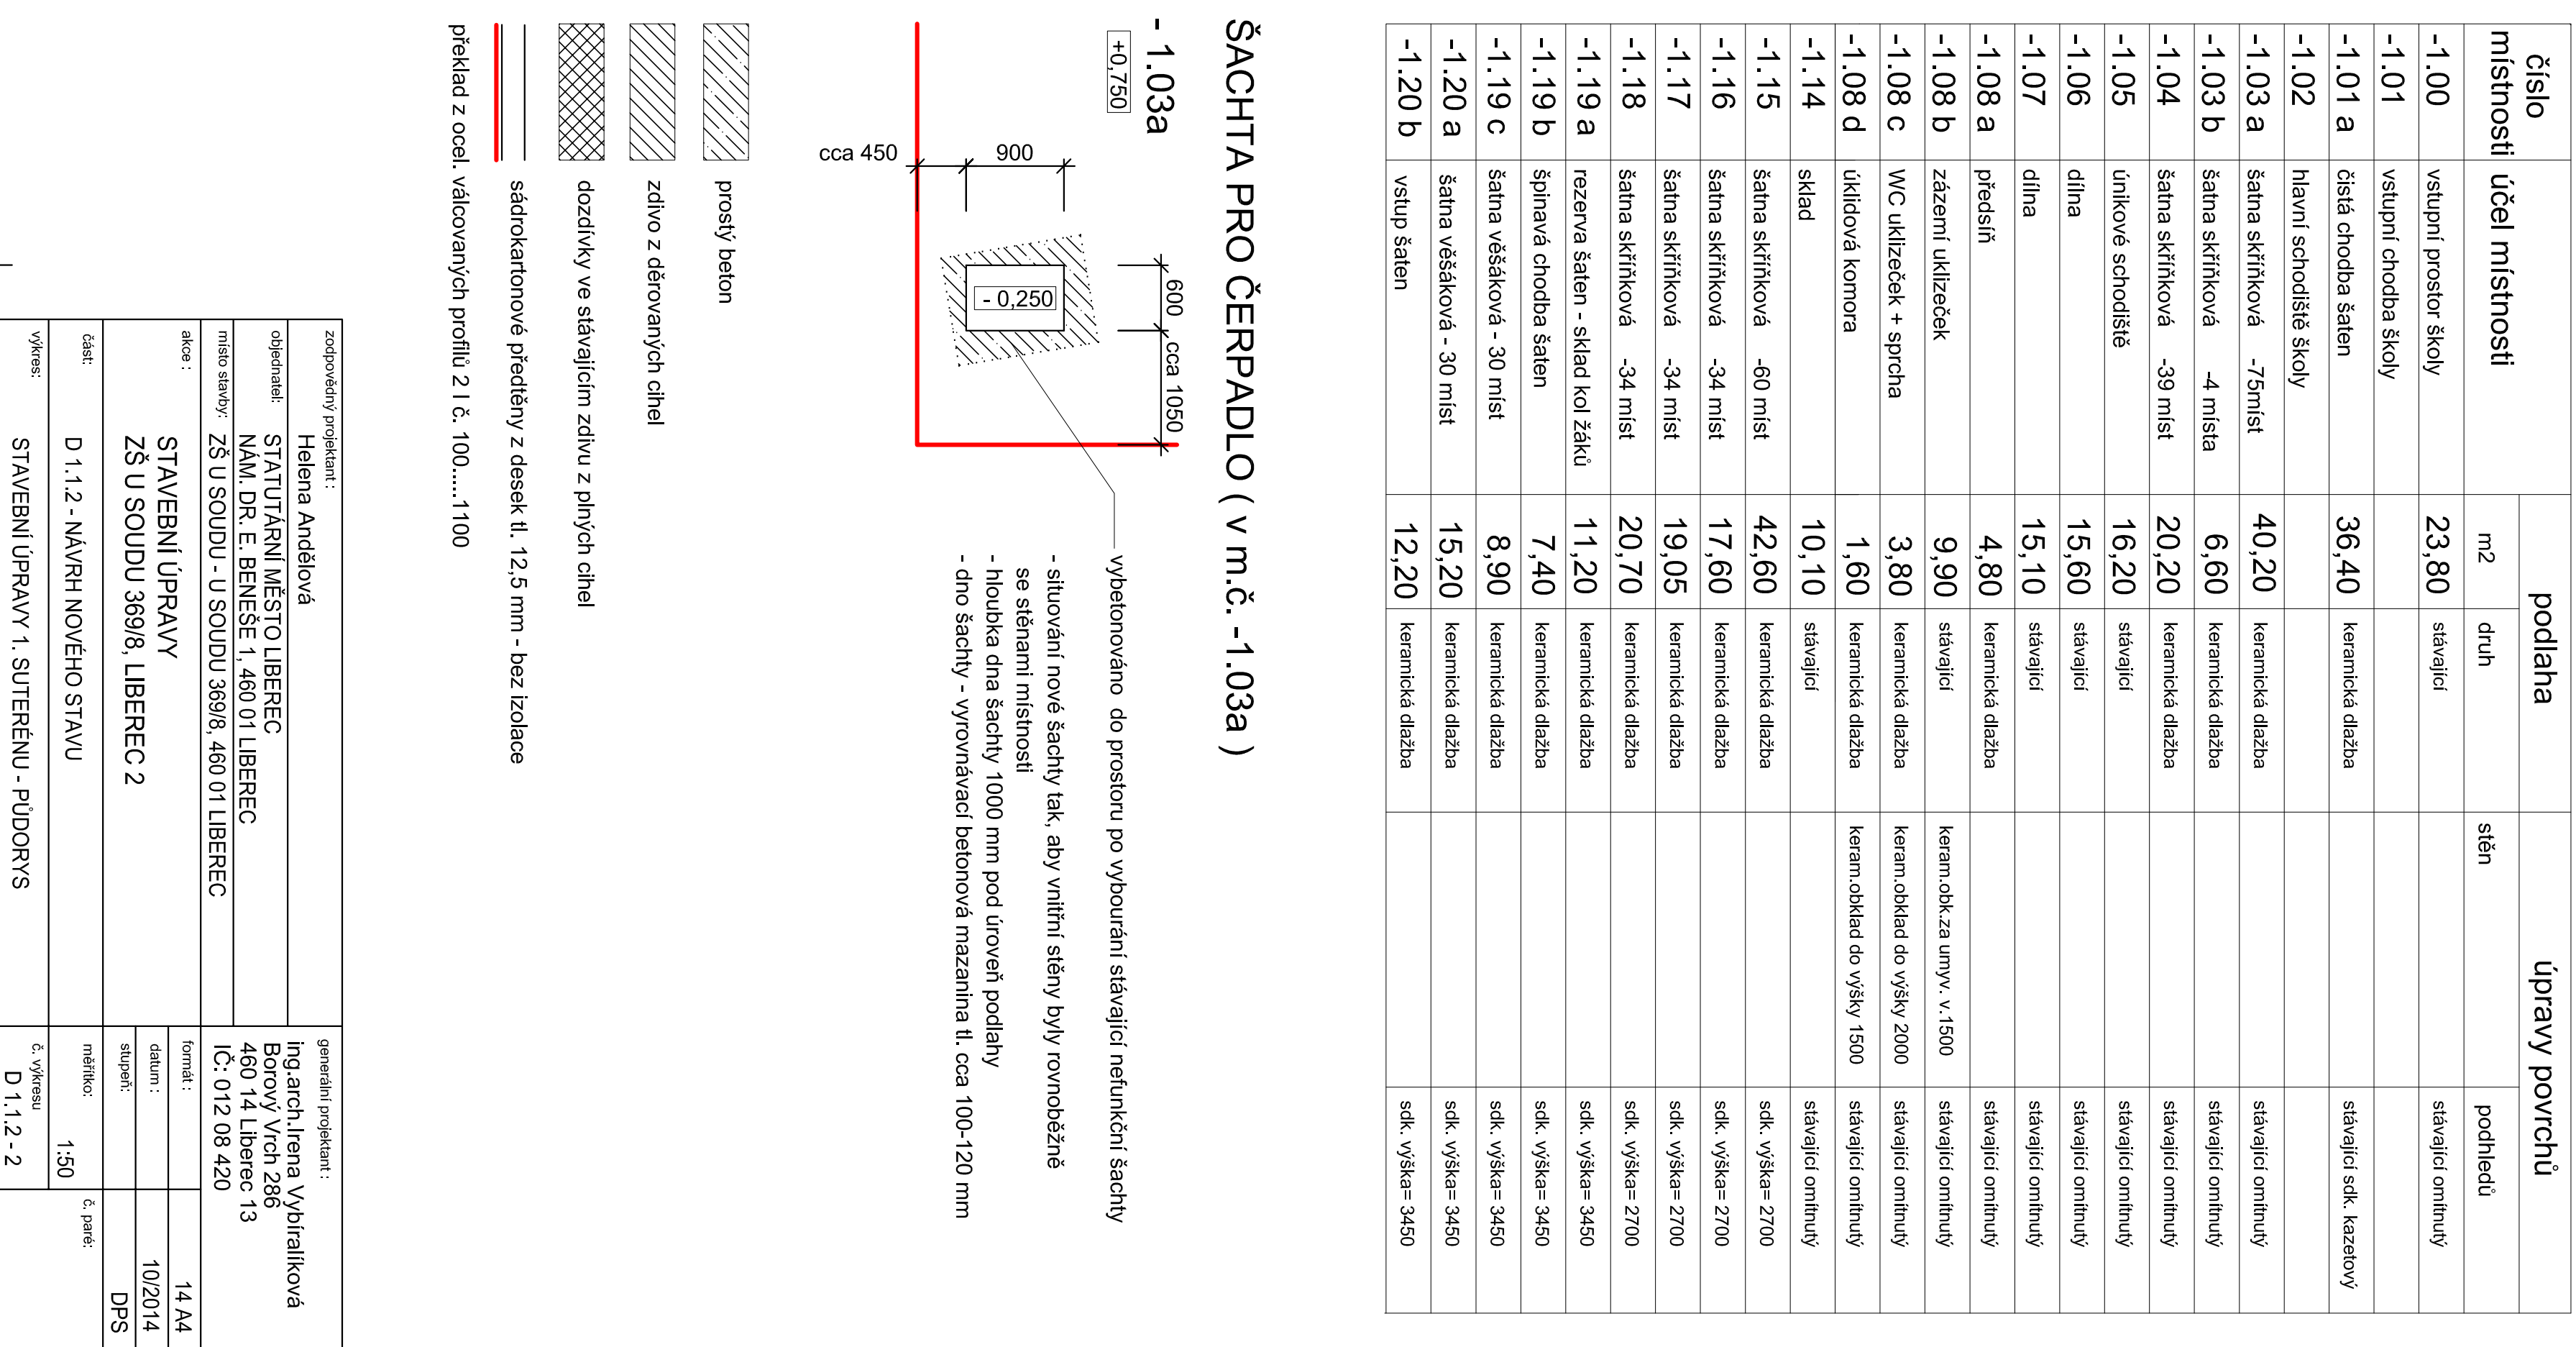 číslo místnosti účel místnosti podlaha úpravy povrchů
m2 druh stěn podhledů
-1.00 vstupní prostor školy 23,80 stávající stávající omítnutý
-1.01 vstupní chodba školy
-1.01 a čistá chodba šaten 36,40 keramická dlažba stávající sdk. kazetový
-1.02 hlavní schodiště školy
-1.03 a šatna skříňková -75míst 40,20 keramická dlažba stávající omítnutý
-1.03 b šatna skříňková -4 místa 6,60 keramická dlažba stávající omítnutý
-1.04 šatna skříňková -39 míst 20,20 keramická dlažba stávající omítnutý
-1.05 únikové schodiště 16,20 stávající stávající omítnutý
-1.06 dílna 15,60 stávající stávající omítnutý
-1.07 dílna 15,10 stávající stávající omítnutý
-1.08 a předsíň 4,80 keramická dlažba stávající omítnutý
-1.08 b zázemí uklizeček 9,90 stávající keram.obk.za umyv. v.1500 stávající omítnutý
-1.08 c WC uklizeček + sprcha 3,80 keramická dlažba keram.obklad do výšky 2000 stávající omítnutý
-1.08 d úklidová komora 1,60 keramická dlažba keram.obklad do výšky 1500 stávající omítnutý
-1.14 sklad 10,10 stávající stávající omítnutý
-1.15 šatna skříňková -60 míst 42,60 keramická dlažba sdk. výška= 2700
-1.16 šatna skříňková -34 míst 17,60 keramická dlažba sdk. výška= 2700
-1.17 šatna skříňková -34 míst 19,05 keramická dlažba sdk. výška= 2700
-1.18 šatna skříňková -34 míst 20,70 keramická dlažba sdk. výška= 2700
-1.19 a rezerva šaten - sklad kol žáků 11,20 keramická dlažba sdk. výška= 3450
-1.19 b špinavá chodba šaten 7,40 keramická dlažba sdk. výška= 3450
-1.19 c šatna věšáková - 30 míst 8,90 keramická dlažba sdk. výška= 3450
-1.20 a šatna věšáková - 30 míst 15,20 keramická dlažba sdk. výška= 3450
-1.20 b vstup šaten 12,20 keramická dlažba sdk. výška= 3450
ŠACHTA PRO ČERPADLO ( v m.č. -1.03a )
- 1.03a
+0,750
600
cca 1050
900
cca 450
- 0,250
vybetonováno do prostoru po vybourání stávající nefunkční šachty
- situování nové šachty tak, aby vnitřní stěny byly rovnoběžně
se stěnami místnosti
- hloubka dna šachty 1000 mm pod úroveň podlahy
- dno šachty - vyrovnávací betonová mazanina tl. cca 100-120 mm
prostý beton
zdivo z děrovaných cihel
dozdívky ve stávajícím zdivu z plných cihel
sádrokartonové předtěny z desek tl. 12,5 mm - bez izolace
překlad z ocel. válcovaných profilů 2 I č. 100.....1100
zodpovědný projektant :
Helena Andělová
generální projektant :
ing.arch.Irena Vybíralíková
Borový Vrch 286
460 14 Liberec 13
IČ: 012 08 420
objednatel: STATUTÁRNÍ MĚSTO LIBEREC
NÁM. DR. E. BENEŠE 1, 460 01 LIBEREC
místo stavby: ZŠ U SOUDU - U SOUDU 369/8, 460 01 LIBEREC
akce : STAVEBNÍ ÚPRAVY
ZŠ U SOUDU 369/8, LIBEREC 2
formát : 14 A4
datum : 10/2014
stupeň: DPS
část: D 1.1.2 - NÁVRH NOVÉHO STAVU
měřítko: 1:50
č. paré:
výkres: STAVEBNÍ ÚPRAVY 1. SUTERÉNU - PŮDORYS
č. výkresu D 1.1.2 - 2